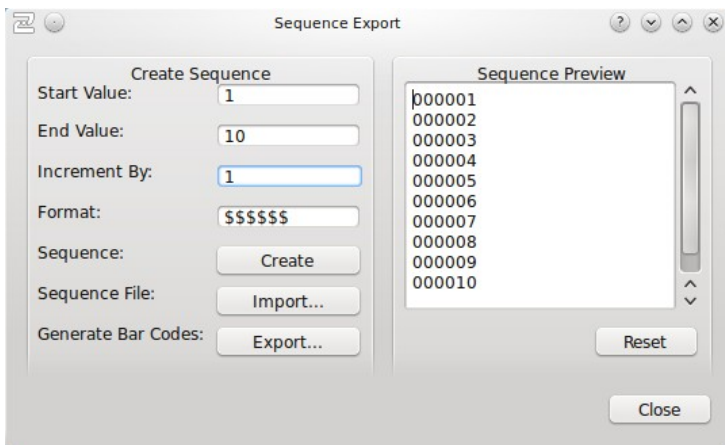 Sequence Export
Create Sequence
Start Value: 1
End Value: 10
Increment By: 1
Format: $$$$$$
Sequence: Create
Sequence File: Import...
Generate Bar Codes: Export...
Sequence Preview
000001
000002
000003
000004
000005
000006
000007
000008
000009
000010
Reset
Close